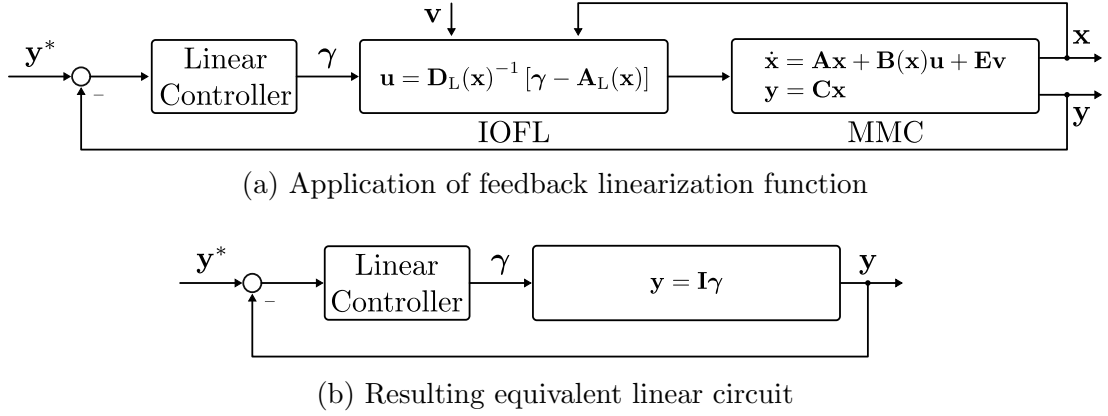 v
y*
–
Linear
Controller
γ
u = D_L(x)⁻¹ [γ − A_L(x)]
IOFL
ẋ = Ax + B(x)u + Ev
y = Cx
MMC
x
y
(a) Application of feedback linearization function
y*
–
Linear
Controller
γ
y = Iγ
y
(b) Resulting equivalent linear circuit